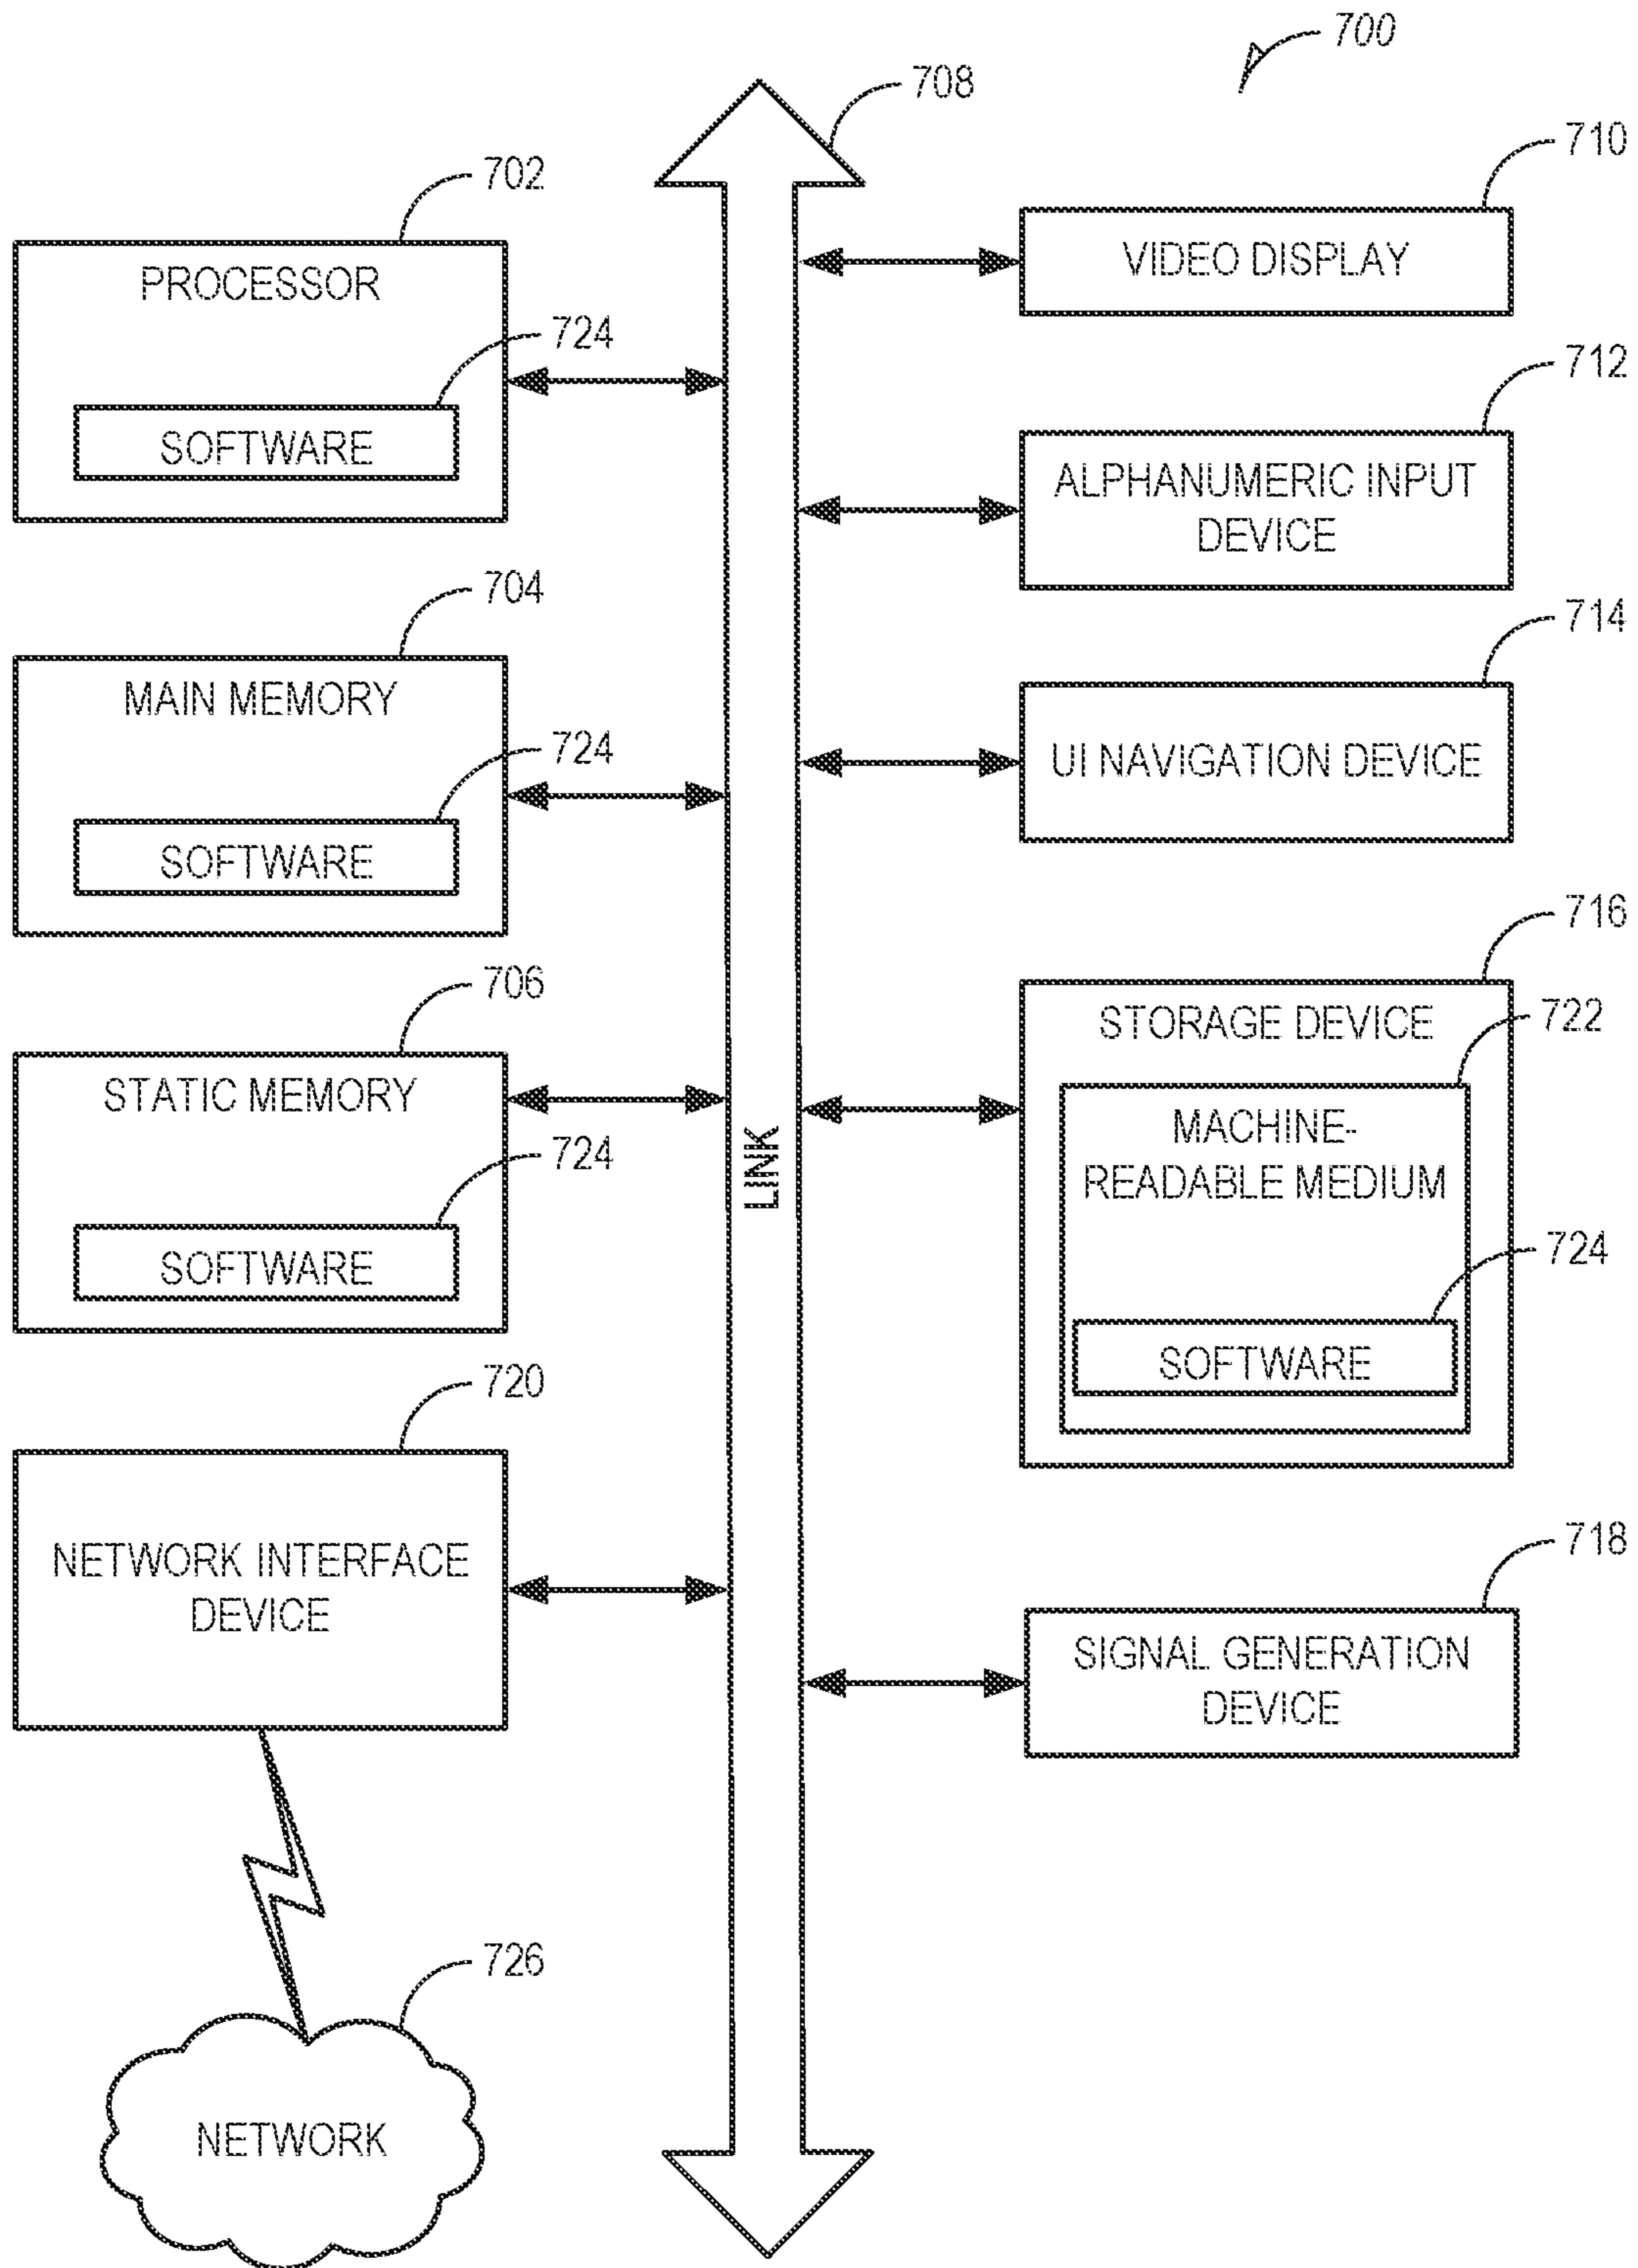 700
708
702
PROCESSOR
724
SOFTWARE
704
MAIN MEMORY
724
SOFTWARE
706
STATIC MEMORY
724
SOFTWARE
720
NETWORK INTERFACE
DEVICE
726
NETWORK
LINK
710
VIDEO DISPLAY
712
ALPHANUMERIC INPUT
DEVICE
714
UI NAVIGATION DEVICE
716
STORAGE DEVICE
722
MACHINE-
READABLE MEDIUM
724
SOFTWARE
718
SIGNAL GENERATION
DEVICE